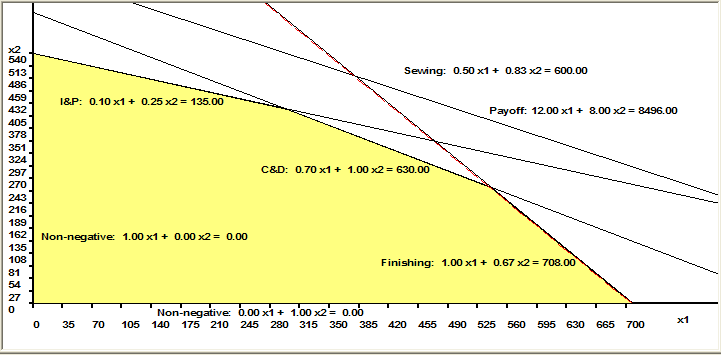 x2
540
513
486
459
432
405
378
351
324
297
270
243
216
189
162
135
108
81
54
27
0
Sewing: 0.50 x1 + 0.83 x2 = 600.00
I&P: 0.10 x1 + 0.25 x2 = 135.00
Payoff: 12.00 x1 + 8.00 x2 = 8496.00
C&D: 0.70 x1 + 1.00 x2 = 630.00
Non-negative: 1.00 x1 + 0.00 x2 = 0.00
Finishing: 1.00 x1 + 0.67 x2 = 708.00
Non-negative: 0.00 x1 + 1.00 x2 = 0.00
0 35 70 105 140 175 210 245 280 315 350 385 420 455 490 525 560 595 630 665 700
x1